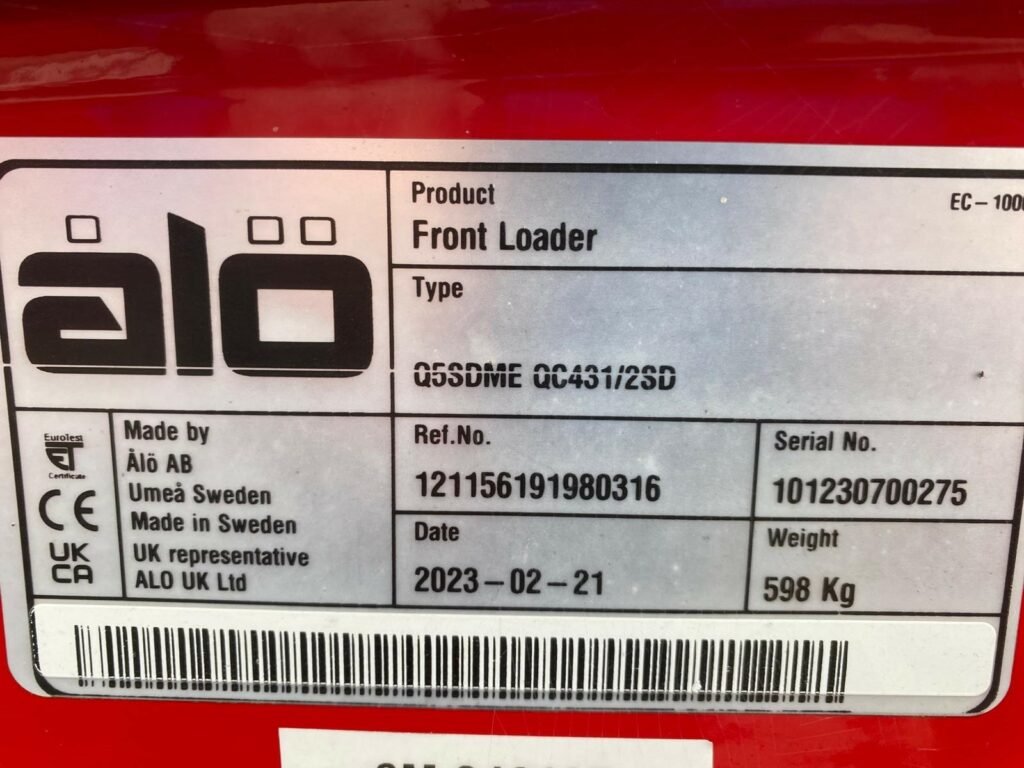 ålö
Product
EC-100
Front Loader
Type
Q5SDME QC431/2SD
EuroTest
ET
Certificate
CE
UK
CA
Made by
Ålö AB
Umeå Sweden
Made in Sweden
UK representative
ALO UK Ltd
Ref.No.
121156191980316
Serial No.
101230700275
Date
2023-02-21
Weight
598 Kg